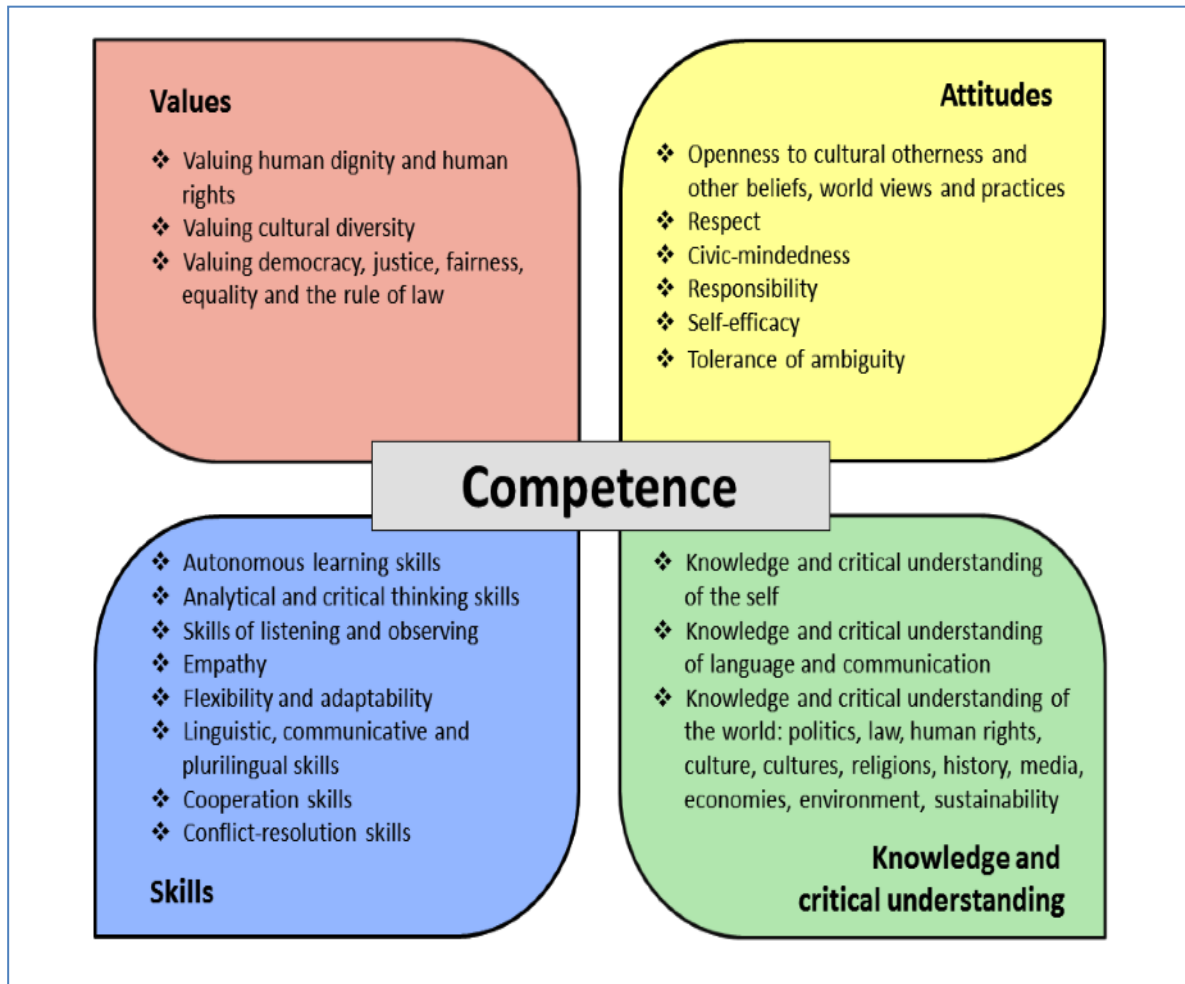 Values
❖ Valuing human dignity and human
rights
❖ Valuing cultural diversity
❖ Valuing democracy, justice, fairness,
equality and the rule of law
Attitudes
❖ Openness to cultural otherness and
other beliefs, world views and practices
❖ Respect
❖ Civic-mindedness
❖ Responsibility
❖ Self-efficacy
❖ Tolerance of ambiguity
Competence
❖ Autonomous learning skills
❖ Analytical and critical thinking skills
❖ Skills of listening and observing
❖ Empathy
❖ Flexibility and adaptability
❖ Linguistic, communicative and
plurilingual skills
❖ Cooperation skills
❖ Conflict-resolution skills
Skills
❖ Knowledge and critical understanding
of the self
❖ Knowledge and critical understanding
of language and communication
❖ Knowledge and critical understanding of
the world: politics, law, human rights,
culture, cultures, religions, history, media,
economies, environment, sustainability
Knowledge and
critical understanding